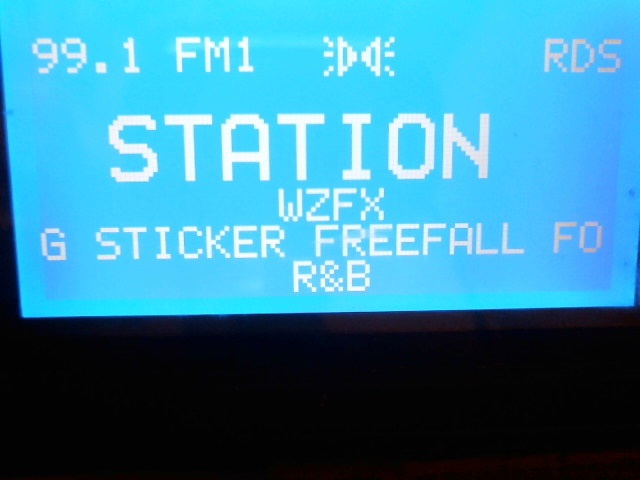 99.1 FM1 RDS
STATION
WZFX
G STICKER FREEFALL FO
R&B